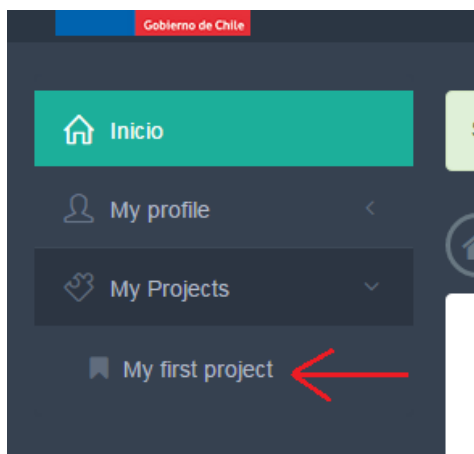 Gobierno de Chile
Inicio
My profile
My Projects
My first project